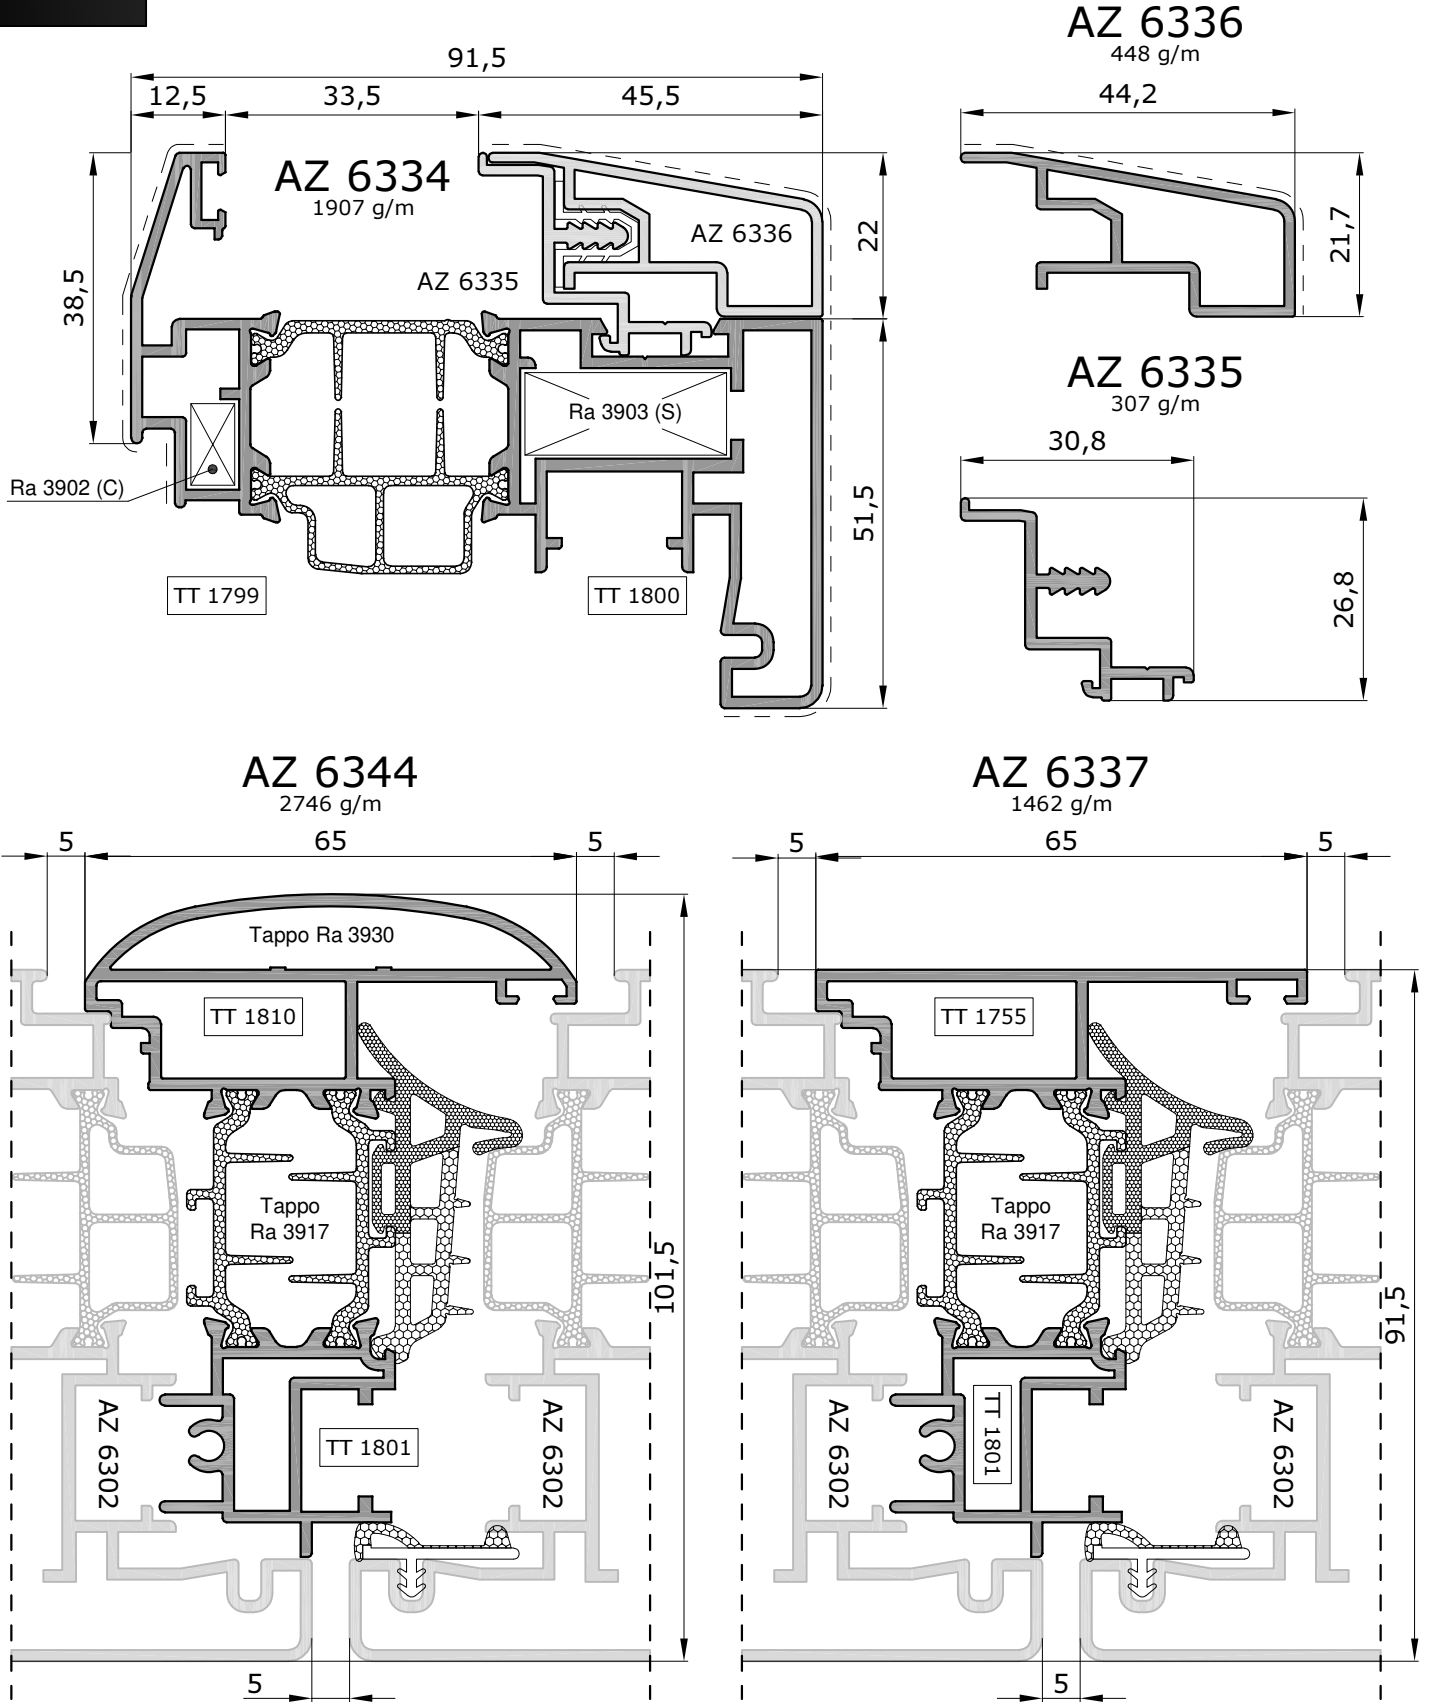 AZ 6336
448 g/m
91,5
12,5
33,5
45,5
44,2
AZ 6334
1907 g/m
AZ 6336
AZ 6335
38,5
22
21,7
AZ 6335
307 g/m
Ra 3903 (S)
30,8
Ra 3902 (C)
51,5
26,8
TT 1799
TT 1800
AZ 6344
2746 g/m
5
65
5
Tappo Ra 3930
TT 1810
Tappo
Ra 3917
101,5
AZ 6302
AZ 6302
TT 1801
5
AZ 6337
1462 g/m
5
65
5
TT 1755
Tappo
Ra 3917
91,5
AZ 6302
TT 1801
AZ 6302
5